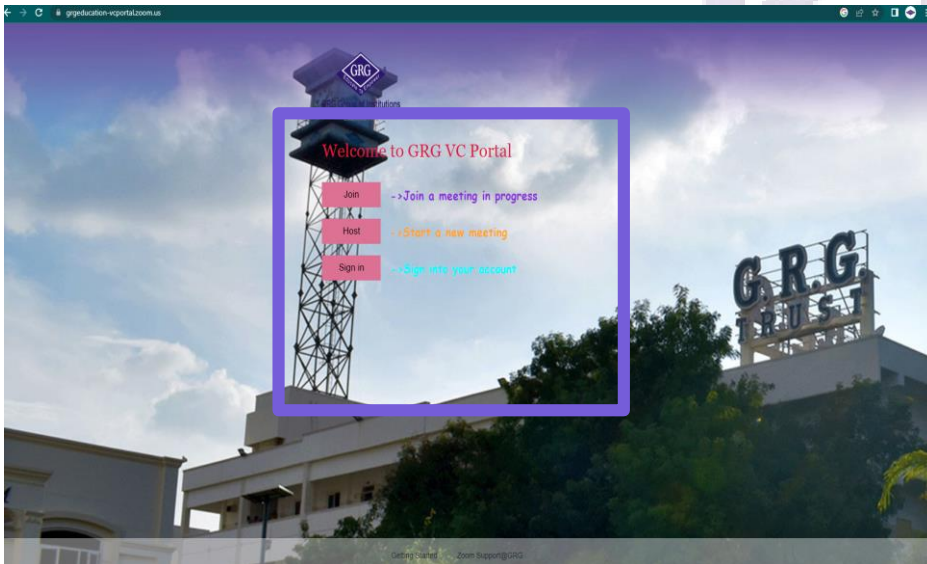 grgeducation-vcportal.zoom.us
GRG
Institutions
Welcome to GRG VC Portal
Join ->Join a meeting in progress
Host ->Start a new meeting
Sign in ->Sign into your account
G.R.G.
TRUST
Getting Started Zoom Support@GRG